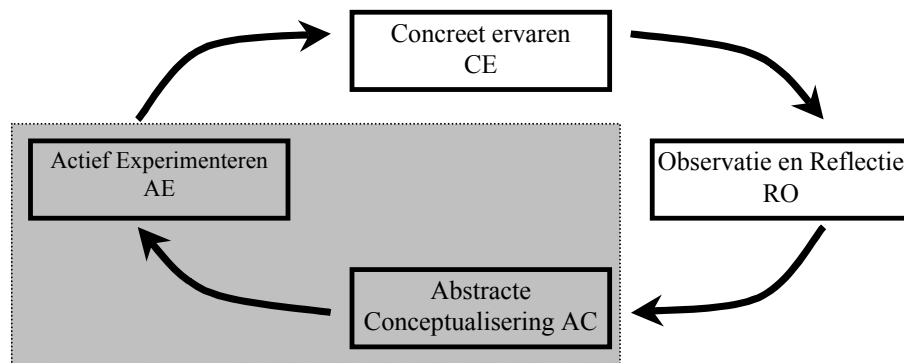 Concreet ervaren
CE
Actief Experimenteren
AE
Observatie en Reflectie
RO
Abstracte
Conceptualisering AC